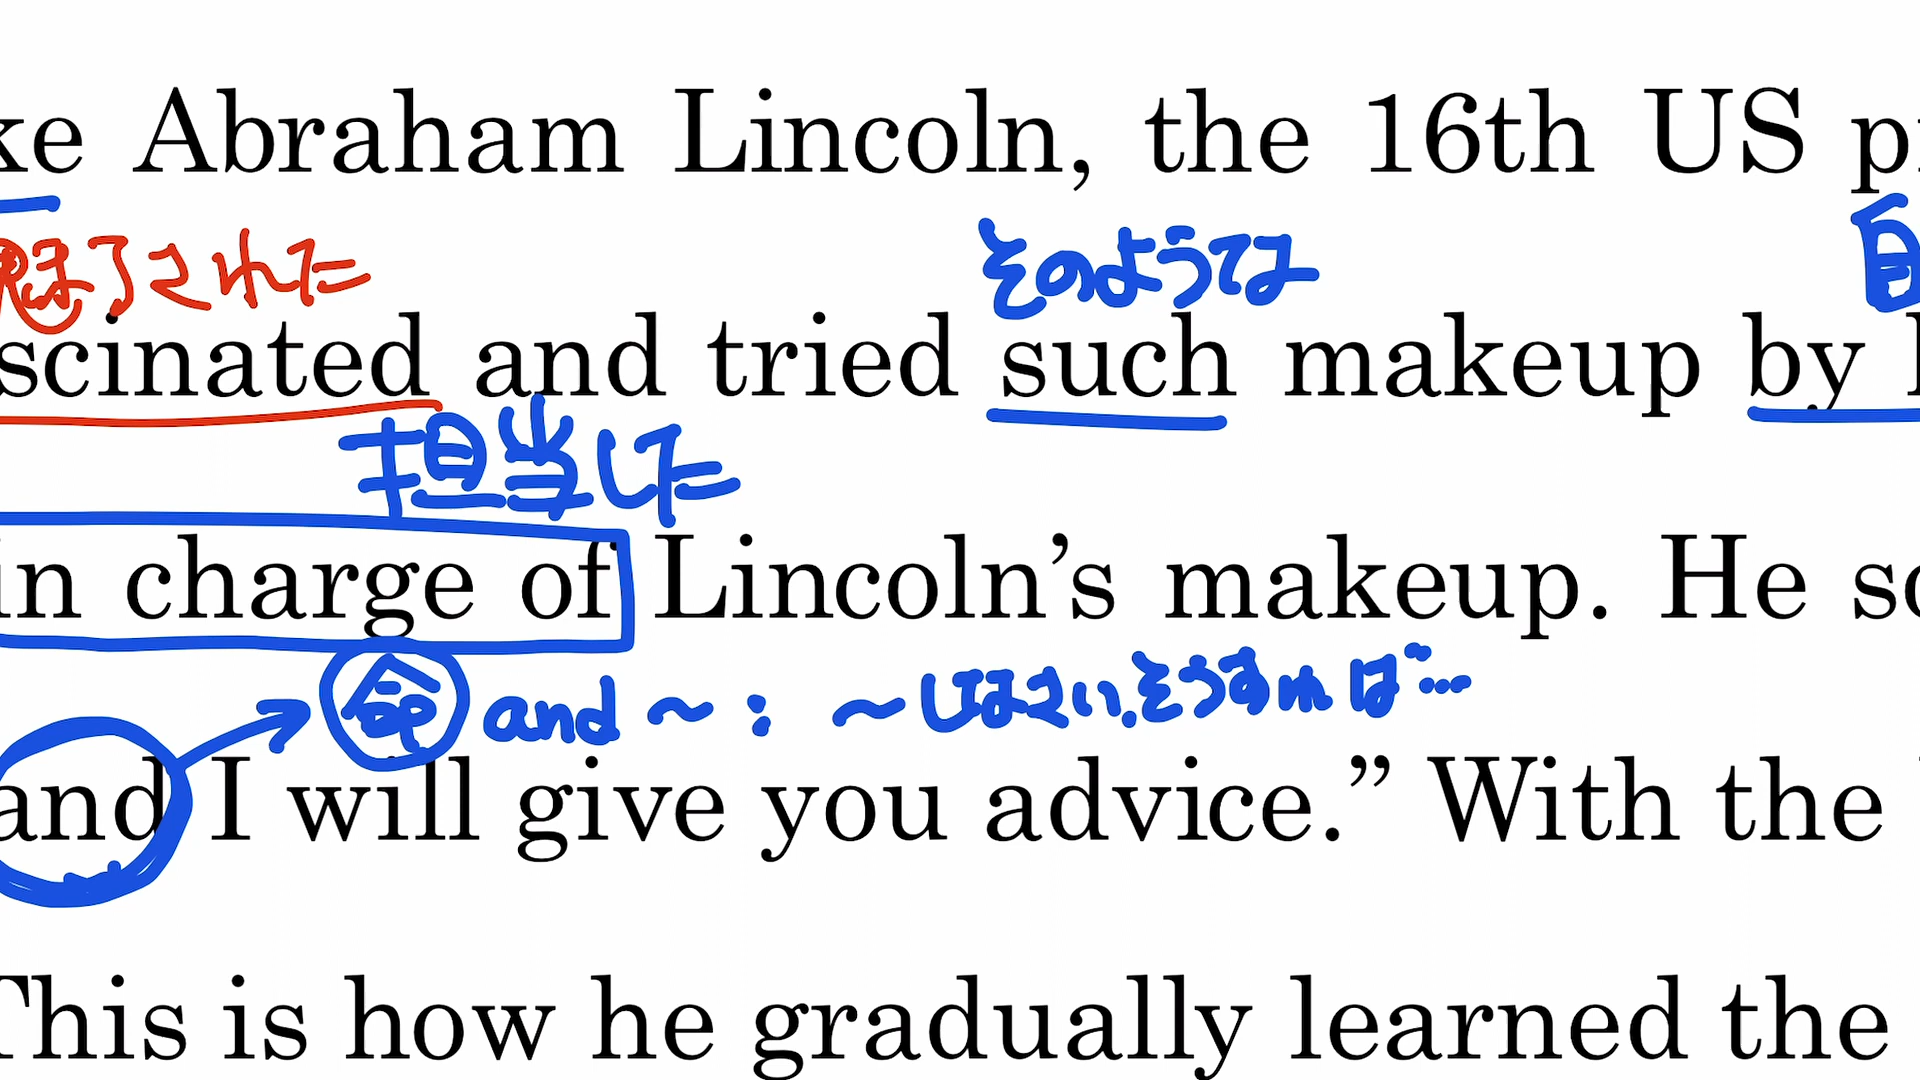 ke Abraham Lincoln, the 16th US p
魅了された そのような 自
scinated and tried such makeup by
担当した
in charge of Lincoln’s makeup. He so
命 and ～ : ～しなさい, そうすれば…
and I will give you advice.” With the
This is how he gradually learned the